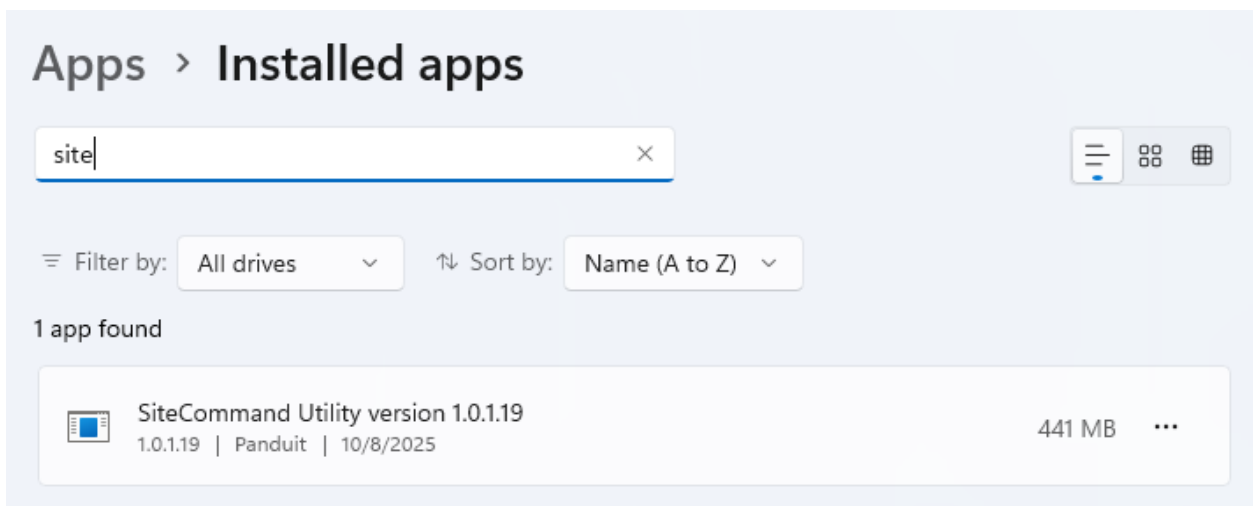 Apps > Installed apps
site
Filter by: All drives Sort by: Name (A to Z)
1 app found
SiteCommand Utility version 1.0.1.19
1.0.1.19 | Panduit | 10/8/2025
441 MB